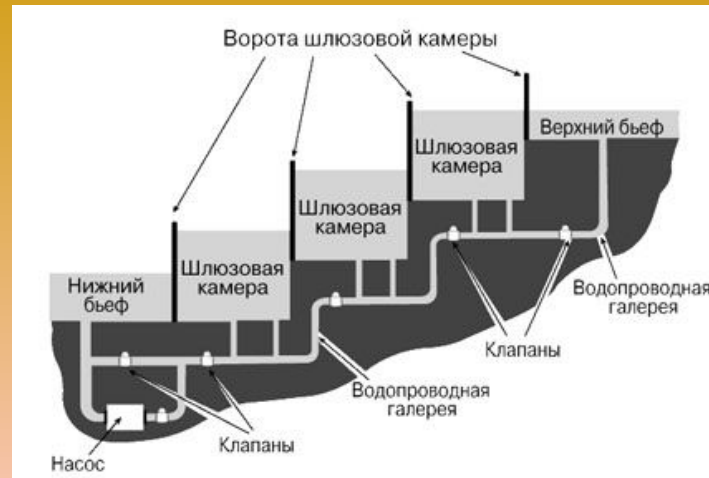 Ворота шлюзовой камеры
Верхний бьеф
Шлюзовая
камера
Шлюзовая
камера
Шлюзовая
камера
Нижний
бьеф
Водопроводная
галерея
Клапаны
Водопроводная
галерея
Клапаны
Насос